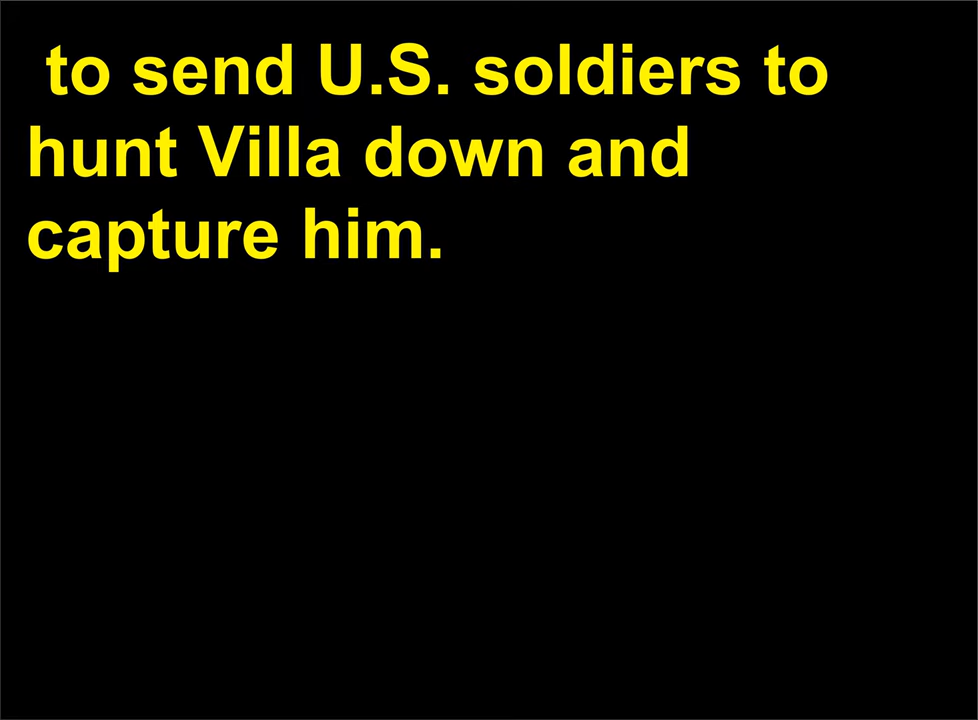 to send U.S. soldiers to
hunt Villa down and
capture him.